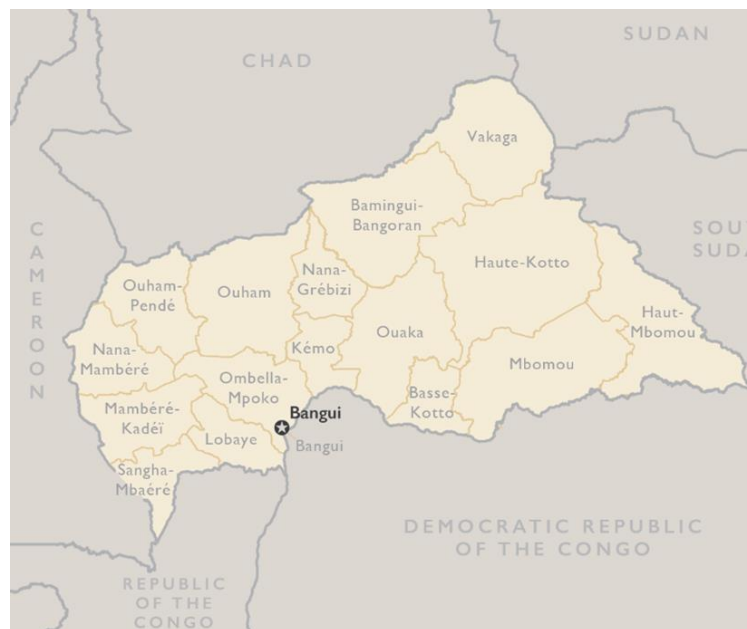 SUDAN
CHAD
Vakaga
Bamingui-
Bangoran
CAMEROON
SOU
SUDA
Haute-Kotto
Nana-
Grébizi
Ouham-
Pendé
Ouham
Haut-
Mbomou
Ouaka
Kémo
Nana-
Mambéré
Mbomou
Ombella-
Mpoko
Basse-
Kotto
Mambéré-
Kadéï
Bangui
Lobaye
Bangui
Sangha-
Mbaéré
DEMOCRATIC REPUBLIC
OF THE CONGO
REPUBLIC
OF THE
CONGO